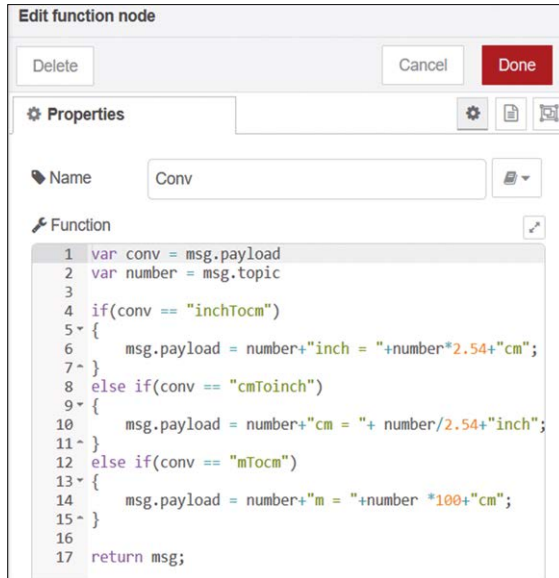 Edit function node
Delete Cancel Done
Properties
Name Conv
Function
1 var conv = msg.payload
2 var number = msg.topic
3
4 if(conv == "inchTocm")
5 {
6 msg.payload = number+"inch = "+number*2.54+"cm";
7 }
8 else if(conv == "cmToinch")
9 {
10 msg.payload = number+"cm = "+ number/2.54+"inch";
11 }
12 else if(conv == "mTocm")
13 {
14 msg.payload = number+"m = "+number *100+"cm";
15 }
16
17 return msg;